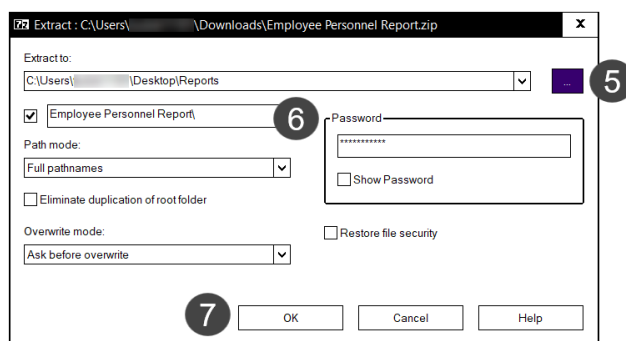 7z Extract : C:\Users\ \Downloads\Employee Personnel Report.zip x
Extract to:
C:\Users\ \Desktop\Reports
... 5
Employee Personnel Report\ 6
Password
***********
Path mode:
Full pathnames
Show Password
Eliminate duplication of root folder
Overwrite mode:
Restore file security
Ask before overwrite
7 OK Cancel Help